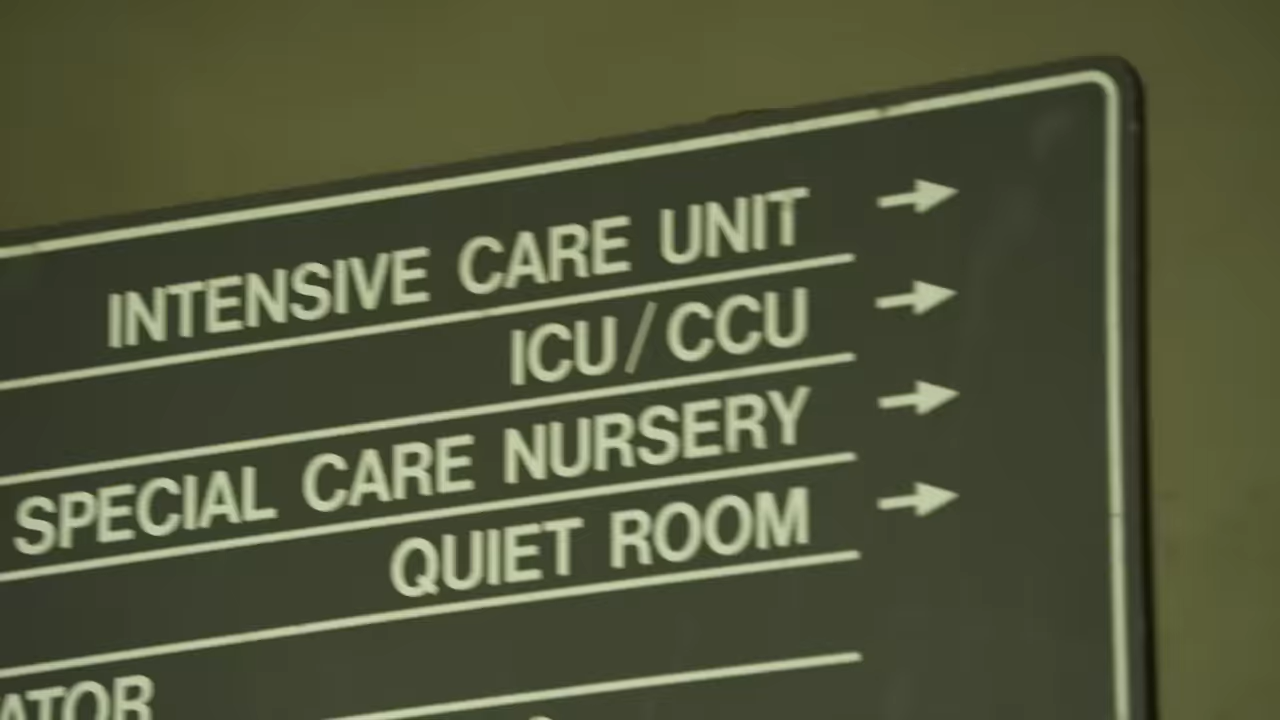 INTENSIVE CARE UNIT →
ICU/CCU →
SPECIAL CARE NURSERY →
QUIET ROOM →